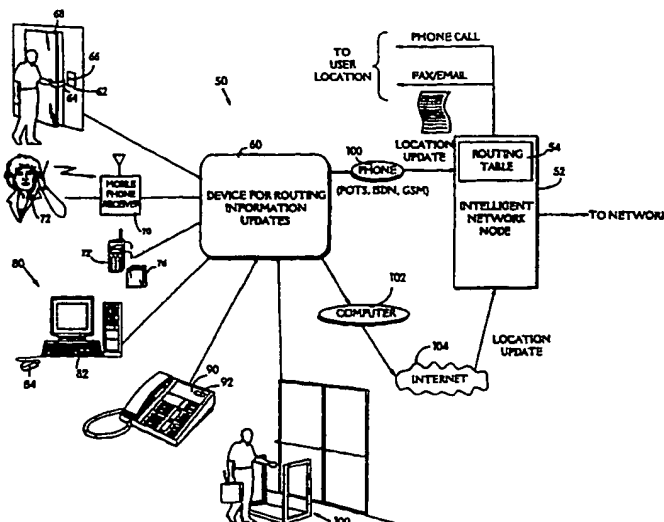 68
66
62
64
50
TO
USER
LOCATION
PHONE CALL
FAX/EMAIL
LOCATION
UPDATE
60
DEVICE FOR ROUTING
INFORMATION
UPDATES
100
PHONE
(POTS, ISDN, GSM)
ROUTING
TABLE
54
52
INTELLIGENT
NETWORK
NODE
TO NETWORK
72
MOBILE
PHONE
RECEIVER
70
72
76
80
84
82
90
92
102
COMPUTER
104
INTERNET
LOCATION
UPDATE
100